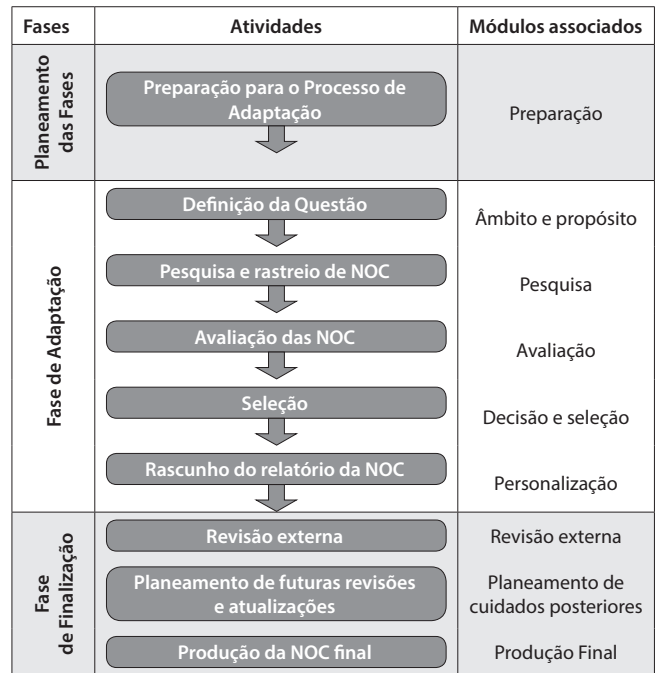 Fases Atividades Módulos associados
Planeamento
das Fases
Preparação para o Processo de
Adaptação
Preparação
Fase de Adaptação
Definição da Questão
Âmbito e propósito
Pesquisa e rastreio de NOC
Pesquisa
Avaliação das NOC
Avaliação
Seleção
Decisão e seleção
Rascunho do relatório da NOC
Personalização
Fase
de Finalização
Revisão externa
Revisão externa
Planeamento de futuras revisões
e atualizações
Planeamento de
cuidados posteriores
Produção da NOC final
Produção Final